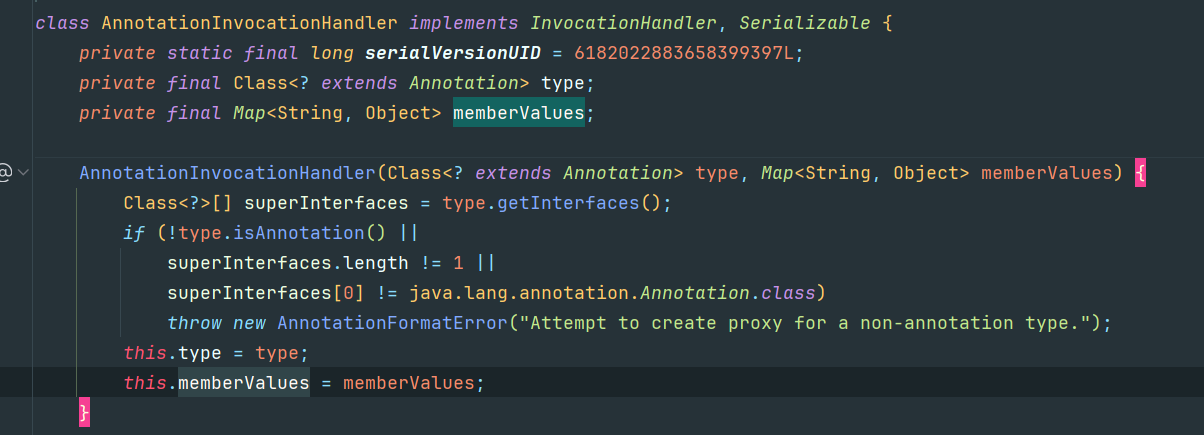 class AnnotationInvocationHandler implements InvocationHandler, Serializable {
private static final long serialVersionUID = 6182022883658399397L;
private final Class<? extends Annotation> type;
private final Map<String, Object> memberValues;
AnnotationInvocationHandler(Class<? extends Annotation> type, Map<String, Object> memberValues) {
Class<?>[] superInterfaces = type.getInterfaces();
if (!type.isAnnotation() ||
superInterfaces.length != 1 ||
superInterfaces[0] != java.lang.annotation.Annotation.class)
throw new AnnotationFormatError("Attempt to create proxy for a non-annotation type.");
this.type = type;
this.memberValues = memberValues;
}